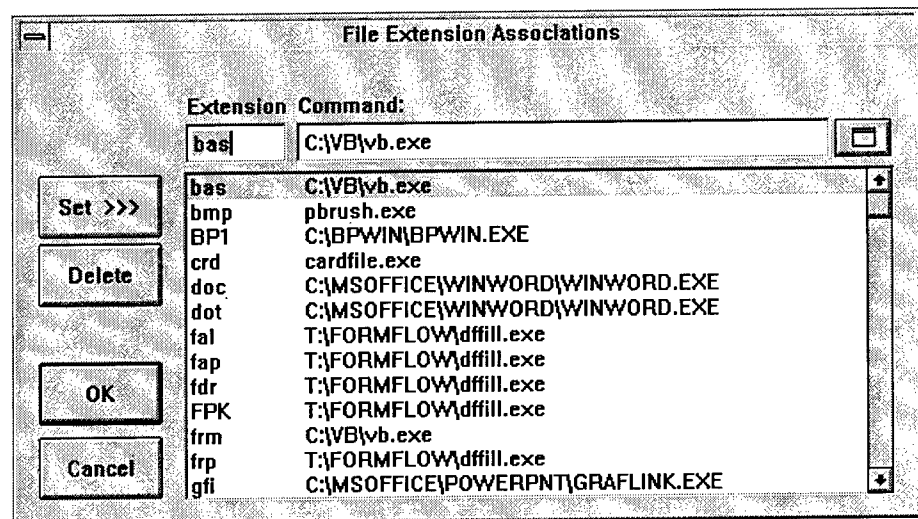 File Extension Associations
Extension Command:
bas C:\VB\vb.exe
bas C:\VB\vb.exe
Set >>>
bmp pbrush.exe
BP1 C:\BPWIN\BPWIN.EXE
crd cardfile.exe
Delete
doc C:\MSOFFICE\WINWORD\WINWORD.EXE
dot C:\MSOFFICE\WINWORD\WINWORD.EXE
fal T:\FORMFLOW\dffill.exe
fap T:\FORMFLOW\dffill.exe
fdr T:\FORMFLOW\dffill.exe
OK
FPK T:\FORMFLOW\dffill.exe
frm C:\VB\vb.exe
frp T:\FORMFLOW\dffill.exe
Cancel
gfi C:\MSOFFICE\POWERPNT\GRAFLINK.EXE